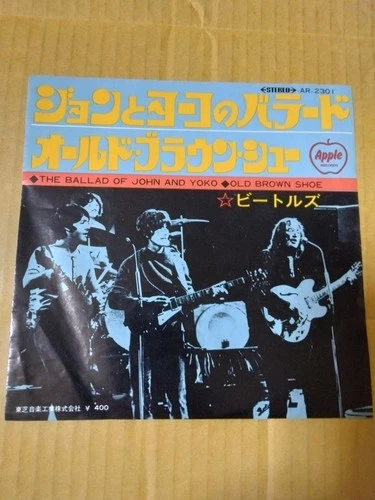 STEREO AR-2301
ジョンとヨーコのバラード
オールド・ブラウン・シュー
Apple
◆THE BALLAD OF JOHN AND YOKO ◆OLD BROWN SHOE
☆ビートルズ
東芝音楽工業株式会社 ¥ 400